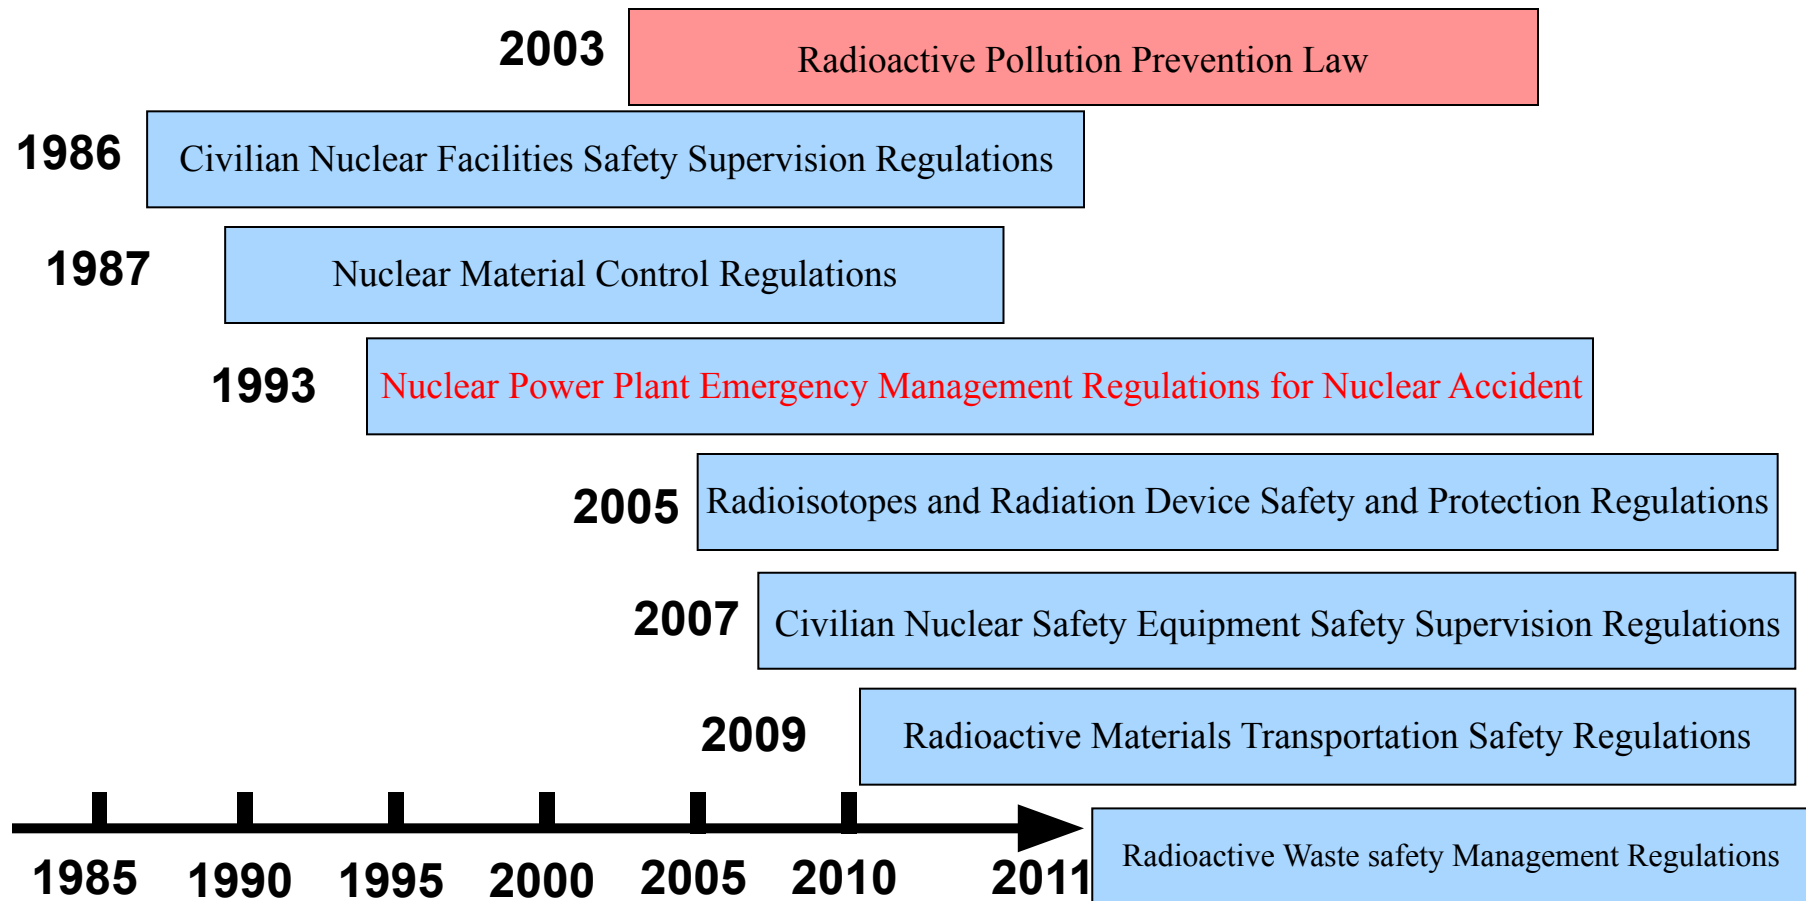 2003 Radioactive Pollution Prevention Law
1986 Civilian Nuclear Facilities Safety Supervision Regulations
1987 Nuclear Material Control Regulations
1993 Nuclear Power Plant Emergency Management Regulations for Nuclear Accident
2005 Radioisotopes and Radiation Device Safety and Protection Regulations
2007 Civilian Nuclear Safety Equipment Safety Supervision Regulations
2009 Radioactive Materials Transportation Safety Regulations
1985 1990 1995 2000 2005 2010 2011 Radioactive Waste safety Management Regulations